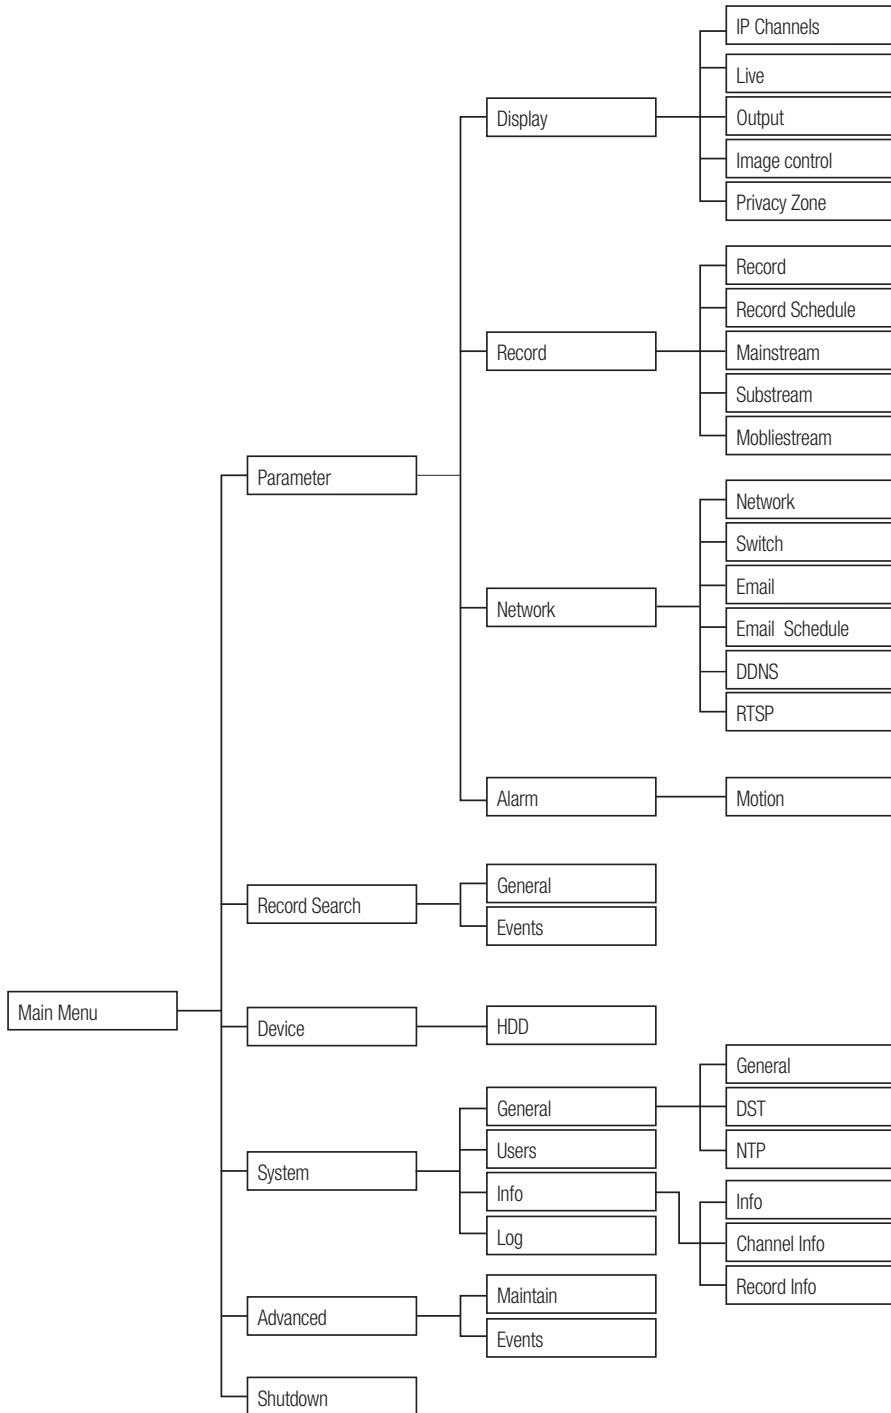 Main Menu
Parameter
Display
IP Channels
Live
Output
Image control
Privacy Zone
Record
Record
Record Schedule
Mainstream
Substream
Mobliestream
Network
Network
Switch
Email
Email  Schedule
DDNS
RTSP
Alarm
Motion
Record Search
General
Events
Device
HDD
System
General
General
DST
NTP
Users
Info
Info
Channel Info
Record Info
Log
Advanced
Maintain
Events
Shutdown